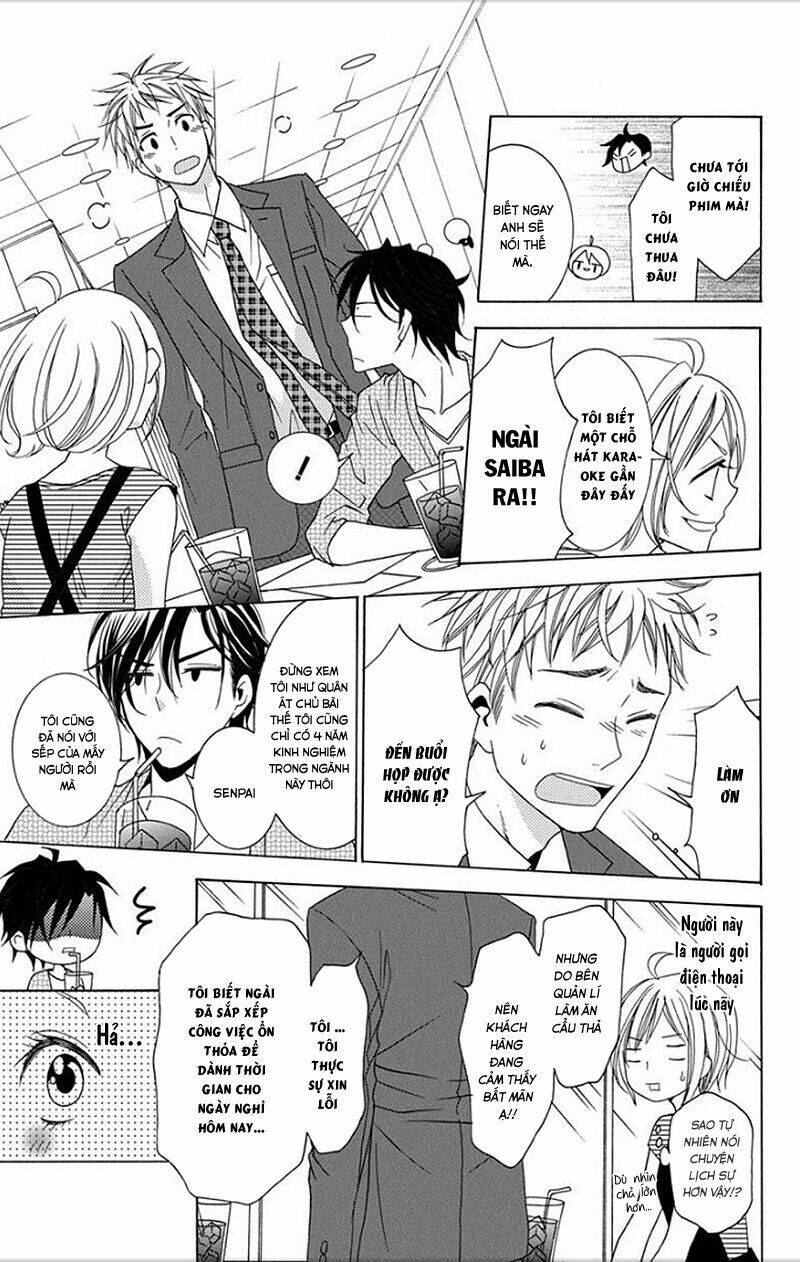 CHƯA TỚI
GIỜ CHIẾU
PHIM MÀ!
TÔI
CHƯA
THUA
ĐÂU!
BIẾT NGAY
ANH SẼ
NÓI THẾ
MÀ.
TÔI BIẾT
MỘT CHỖ
HÁT KARA-
OKE GẦN
ĐÂY ĐẤY
NGÀI
SAIBA
RA!!
!
LÀM
ƠN
ĐẾN BUỔI
HỌP ĐƯỢC
KHÔNG Ạ?
ĐỪNG XEM
TÔI NHƯ QUÂN
ÁT CHỦ BÀI
THẾ TÔI CŨNG
CHỈ CÓ 4 NĂM
KINH NGHIỆM
TRONG NGÀNH
NÀY THÔI
SENPAI
TÔI CŨNG
ĐÃ NÓI VỚI
SẾP CỦA MẤY
NGƯỜI RỒI
MÀ
Người này
là người gọi
điện thoại
lúc nãy
SAO TỰ
NHIÊN NÓI
CHUYỆN
LỊCH SỰ
HƠN VẬY!?
Dù nhìn
chả lớn
hơn...
NHƯNG
DO BÊN
QUẢN LÍ
LÀM ĂN
CẨU THẢ
NÊN
KHÁCH
HÀNG
ĐANG
CẢM THẤY
BẤT MÃN
Ạ!!
TÔI ...
TÔI
THỰC
SỰ XIN
LỖI
TÔI BIẾT NGÀI
ĐÃ SẮP XẾP
CÔNG VIỆC ỔN
THỎA ĐỂ
DÀNH THỜI
GIAN CHO
NGÀY NGHỈ
HÔM NAY...
Hả...